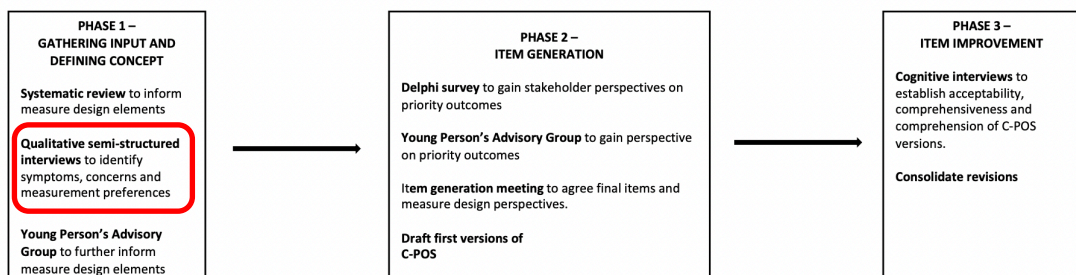 PHASE 1 –
GATHERING INPUT AND
DEFINING CONCEPT
Systematic review to inform
measure design elements
Qualitative semi-structured
interviews to identify
symptoms, concerns and
measurement preferences
Young Person's Advisory
Group to further inform
measure design elements
PHASE 2 –
ITEM GENERATION
Delphi survey to gain stakeholder perspectives on
priority outcomes
Young Person's Advisory Group to gain perspective
on priority outcomes
Item generation meeting to agree final items and
measure design perspectives.
Draft first versions of
C-POS
PHASE 3 –
ITEM IMPROVEMENT
Cognitive interviews to
establish acceptability,
comprehensiveness and
comprehension of C-POS
versions.
Consolidate revisions